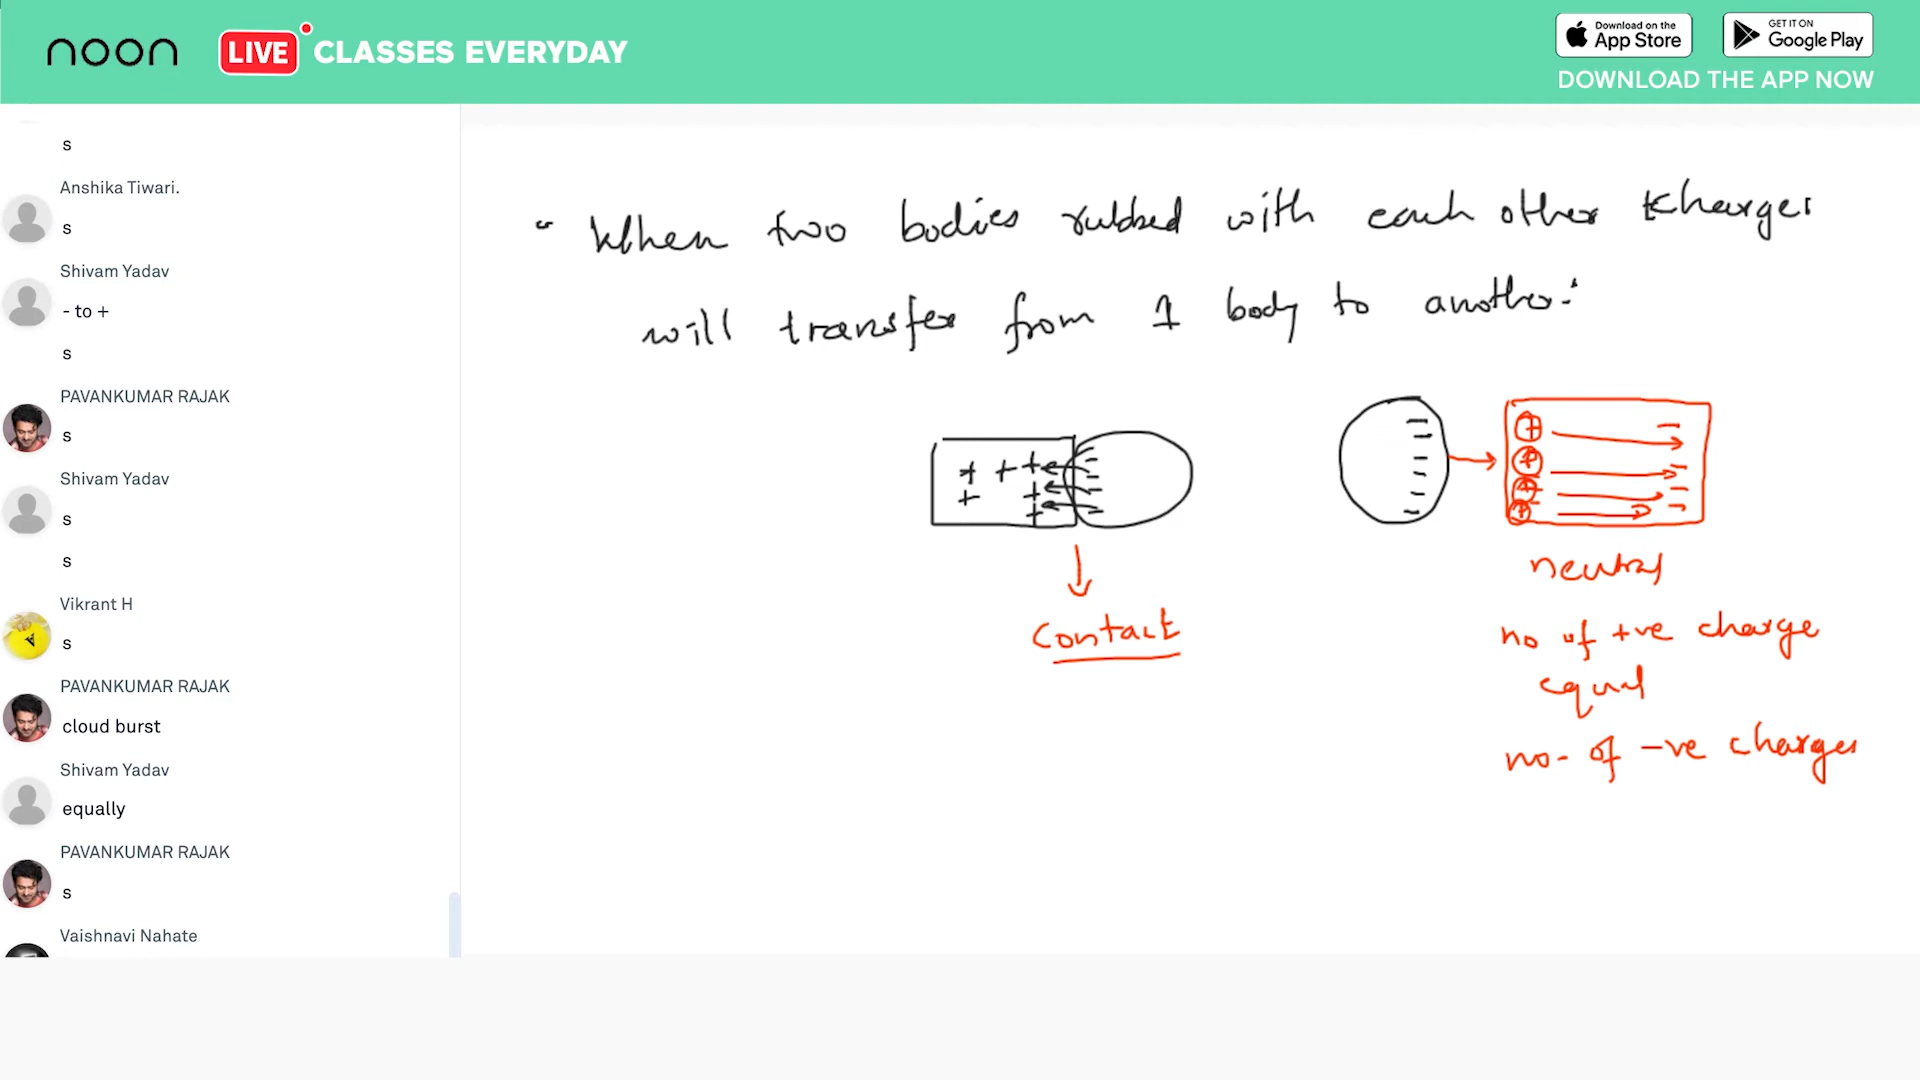 noon LIVE CLASSES EVERYDAY
Download on the
App Store
GET IT ON
Google Play
DOWNLOAD THE APP NOW
s
Anshika Tiwari.
s
Shivam Yadav
- to +
s
PAVANKUMAR RAJAK
s
Shivam Yadav
s
s
Vikrant H
s
PAVANKUMAR RAJAK
cloud burst
Shivam Yadav
equally
PAVANKUMAR RAJAK
s
Vaishnavi Nahate
" When two bodies rubbed with each other charges
will transfer from 1 body to another."
+ + +
+ +
+
- - -
contact
- - - - - -
+ + + +
- - - -
neutral
no of +ve charge
equal
no. of -ve charges